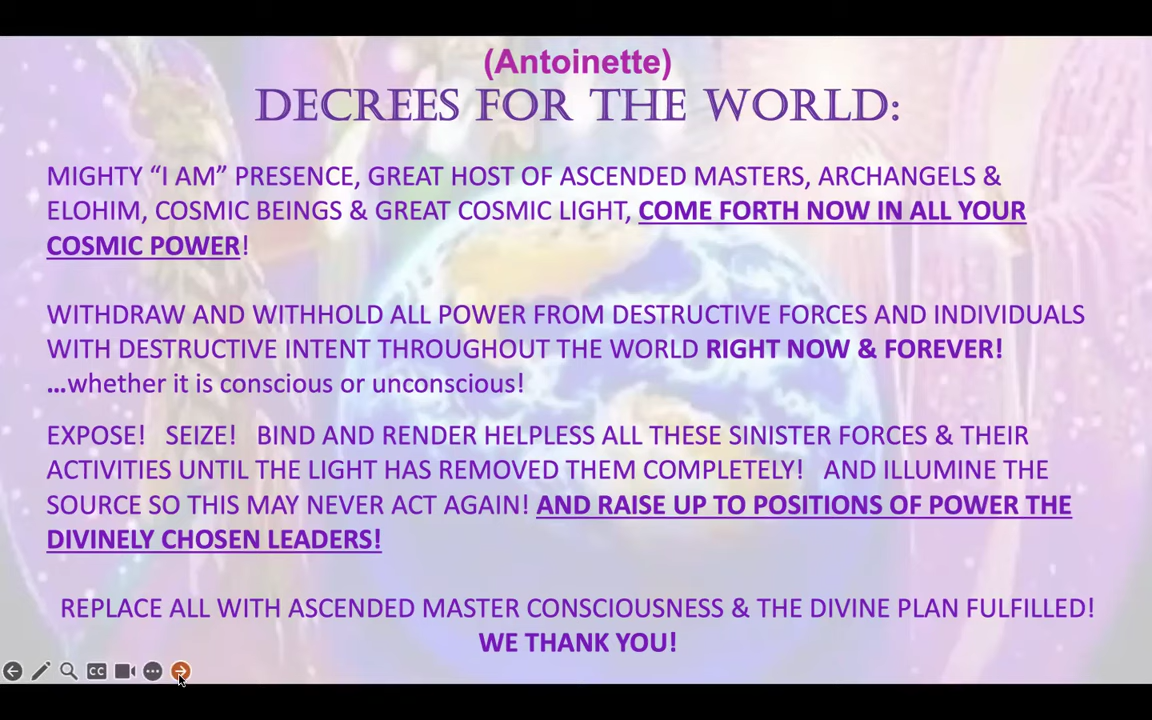 (Antoinette)
DECREES FOR THE WORLD:
MIGHTY “I AM” PRESENCE, GREAT HOST OF ASCENDED MASTERS, ARCHANGELS &
ELOHIM, COSMIC BEINGS & GREAT COSMIC LIGHT, COME FORTH NOW IN ALL YOUR
COSMIC POWER!
WITHDRAW AND WITHHOLD ALL POWER FROM DESTRUCTIVE FORCES AND INDIVIDUALS
WITH DESTRUCTIVE INTENT THROUGHOUT THE WORLD RIGHT NOW & FOREVER!
...whether it is conscious or unconscious!
EXPOSE! SEIZE! BIND AND RENDER HELPLESS ALL THESE SINISTER FORCES & THEIR
ACTIVITIES UNTIL THE LIGHT HAS REMOVED THEM COMPLETELY! AND ILLUMINE THE
SOURCE SO THIS MAY NEVER ACT AGAIN! AND RAISE UP TO POSITIONS OF POWER THE
DIVINELY CHOSEN LEADERS!
REPLACE ALL WITH ASCENDED MASTER CONSCIOUSNESS & THE DIVINE PLAN FULFILLED!
WE THANK YOU!
CC